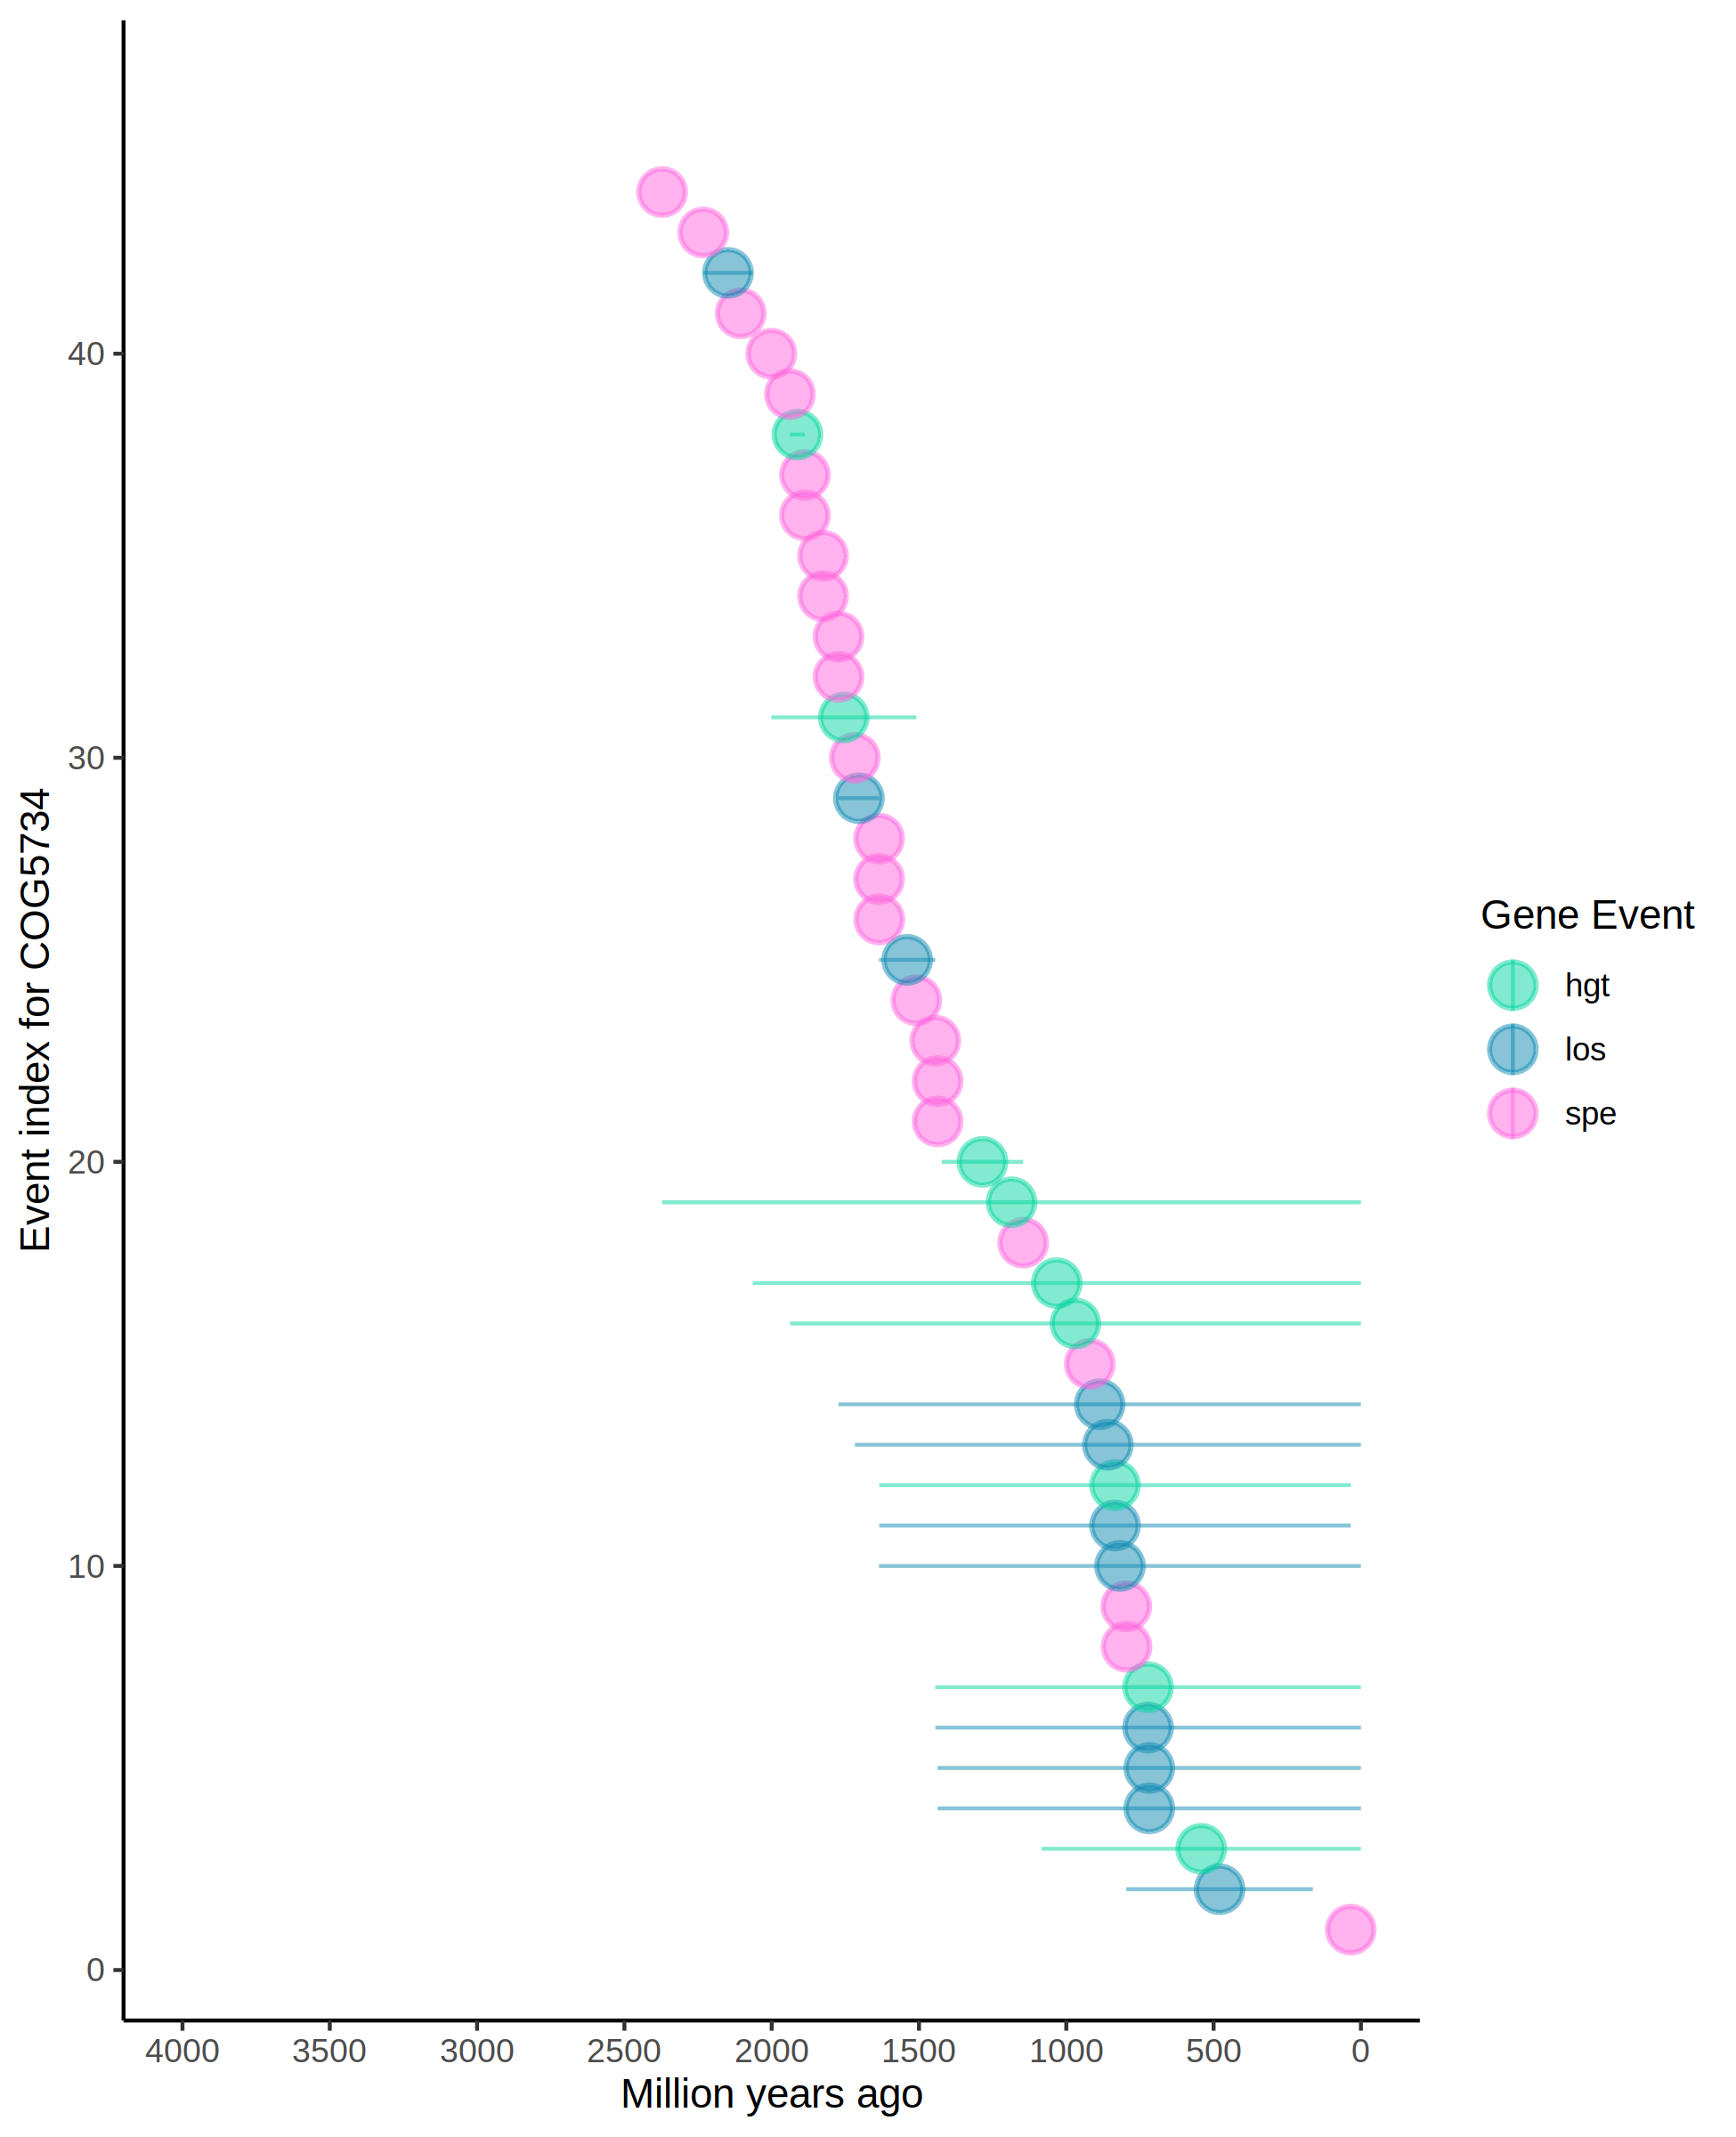 Event index for COG5734
40
30
20
10
0
4000 3500 3000 2500 2000 1500 1000 500 0
Million years ago
Gene Event
hgt
los
spe